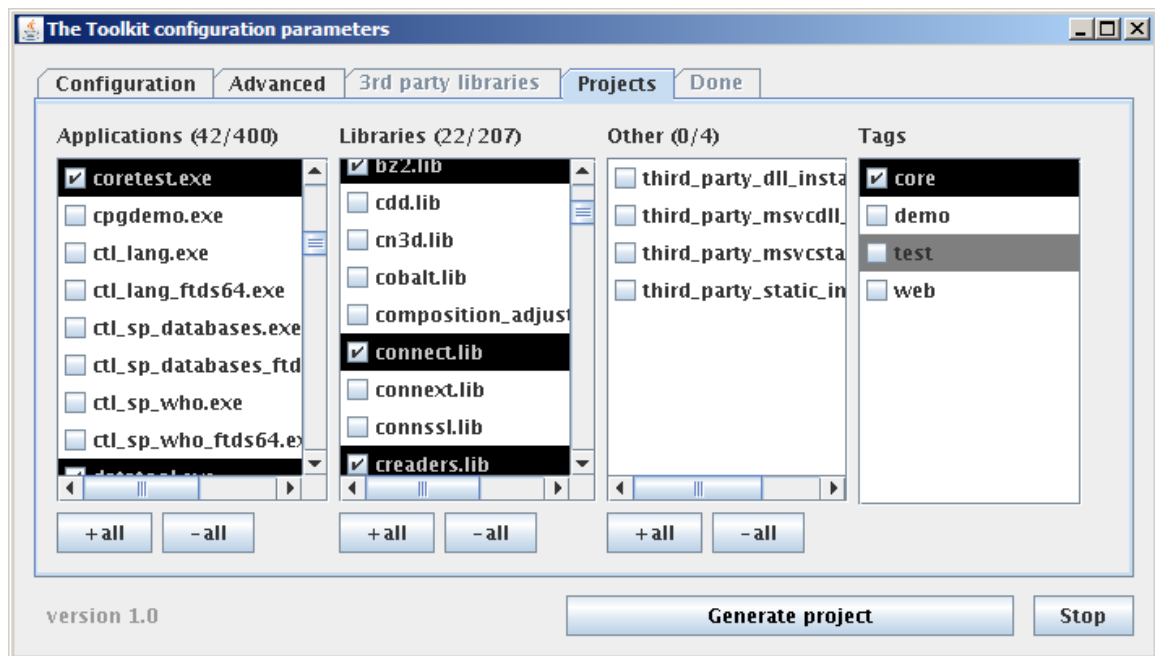 The Toolkit configuration parameters
Configuration Advanced 3rd party libraries Projects Done
Applications (42/400) Libraries (22/207) Other (0/4) Tags
coretest.exe
cpgdemo.exe
ctl_lang.exe
ctl_lang_ftds64.exe
ctl_sp_databases.exe
ctl_sp_databases_ftd
ctl_sp_who.exe
ctl_sp_who_ftds64.ex
+all -all
bz2.lib
cdd.lib
cn3d.lib
cobalt.lib
composition_adjust
connect.lib
connext.lib
connssl.lib
creaders.lib
+all -all
third_party_dll_insta
third_party_msvcdll_
third_party_msvcsta
third_party_static_in
+all -all
core
demo
test
web
version 1.0 Generate project Stop